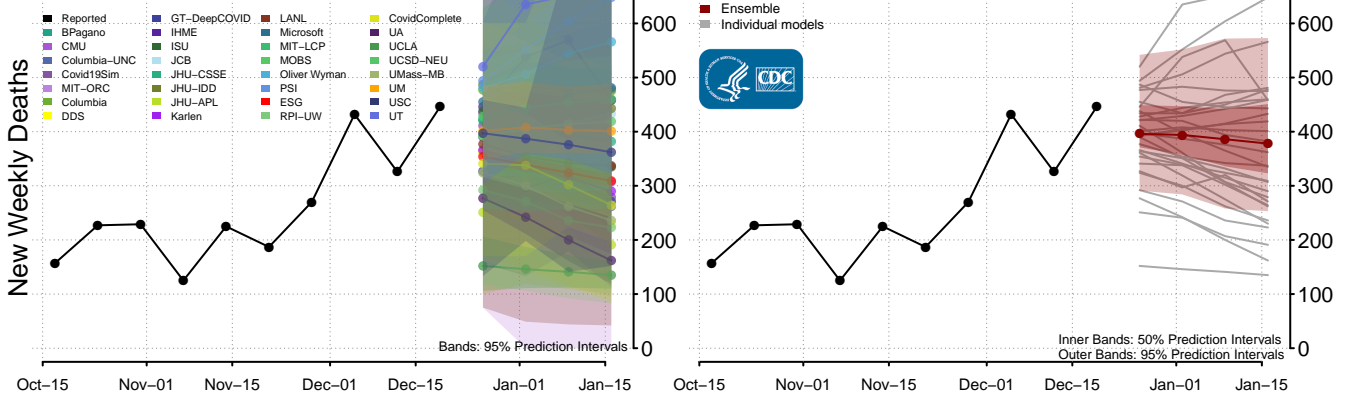 New Weekly Deaths
Reported
BPagano
CMU
Columbia−UNC
Covid19Sim
MIT−ORC
Columbia
DDS
GT−DeepCOVID
IHME
ISU
JCB
JHU−CSSE
JHU−IDD
JHU−APL
Karlen
LANL
Microsoft
MIT−LCP
MOBS
Oliver Wyman
PSI
ESG
RPI−UW
CovidComplete
UA
UCLA
UCSD−NEU
UMass−MB
UM
USC
UT
600
500
400
300
200
100
0
Bands: 95% Prediction Intervals
Oct−15 Nov−01 Nov−15 Dec−01 Dec−15 Jan−01 Jan−15
Ensemble
Individual models
CDC
600
500
400
300
200
100
0
Inner Bands: 50% Prediction Intervals
Outer Bands: 95% Prediction Intervals
Oct−15 Nov−01 Nov−15 Dec−01 Dec−15 Jan−01 Jan−15